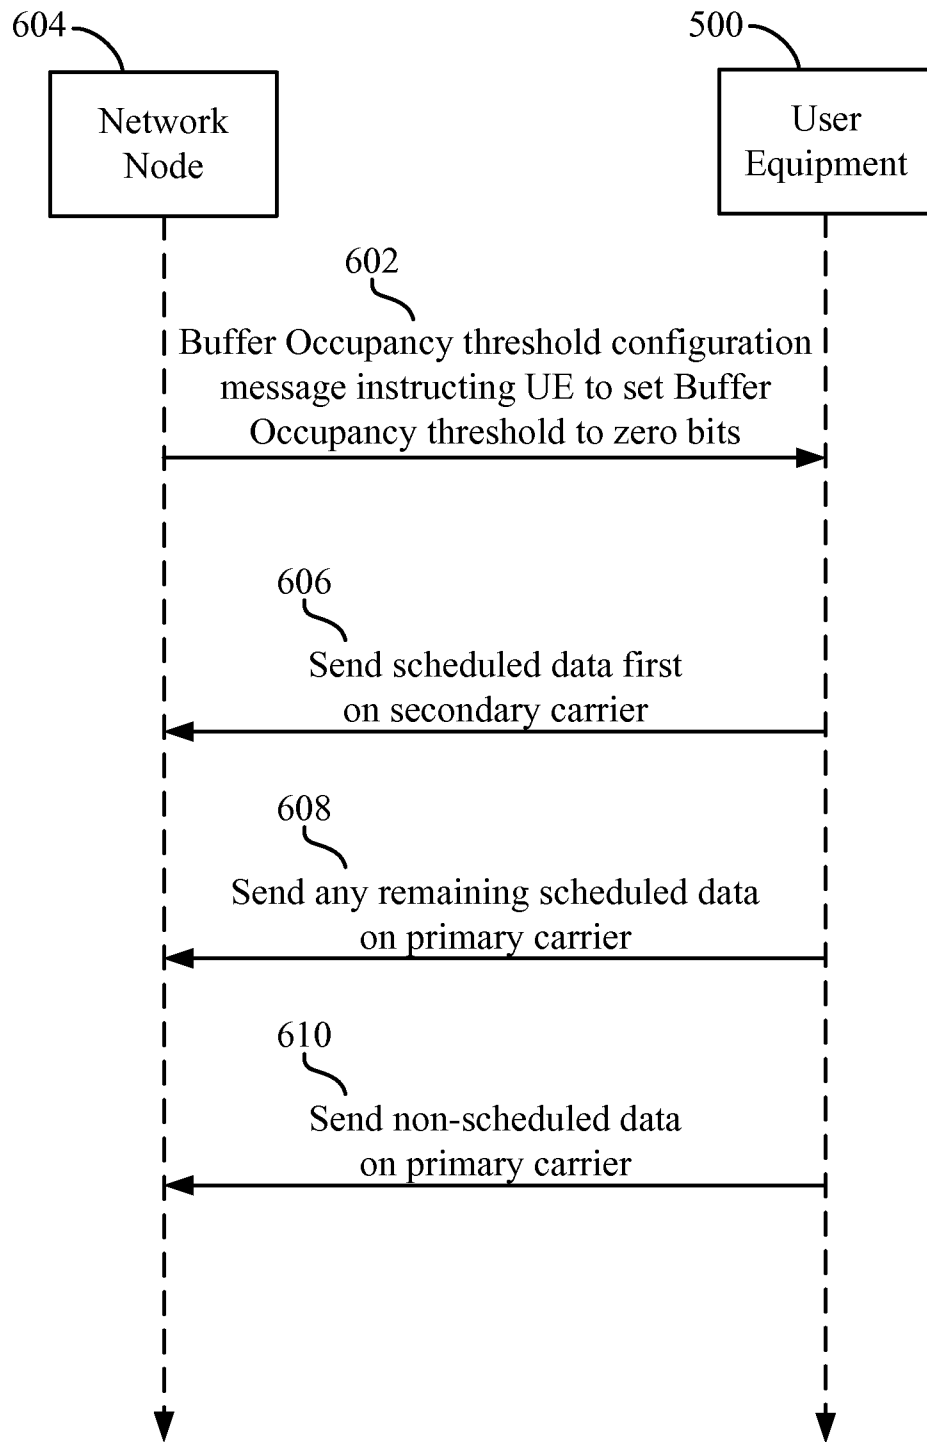 604
500
Network
Node
User
Equipment
602
Buffer Occupancy threshold configuration
message instructing UE to set Buffer
Occupancy threshold to zero bits
606
Send scheduled data first
on secondary carrier
608
Send any remaining scheduled data
on primary carrier
610
Send non-scheduled data
on primary carrier